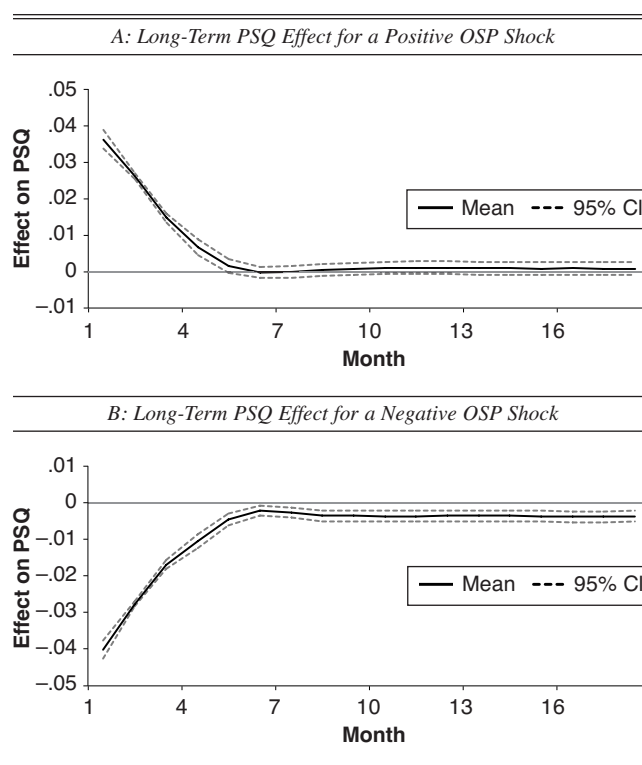 A: Long-Term PSQ Effect for a Positive OSP Shock
.05
.04
.03
.02
.01
0
–.01
Effect on PSQ
Mean 95% CI
1 4 7 10 13 16
Month
B: Long-Term PSQ Effect for a Negative OSP Shock
.01
0
–.01
–.02
–.03
–.04
–.05
Effect on PSQ
Mean 95% CI
1 4 7 10 13 16
Month